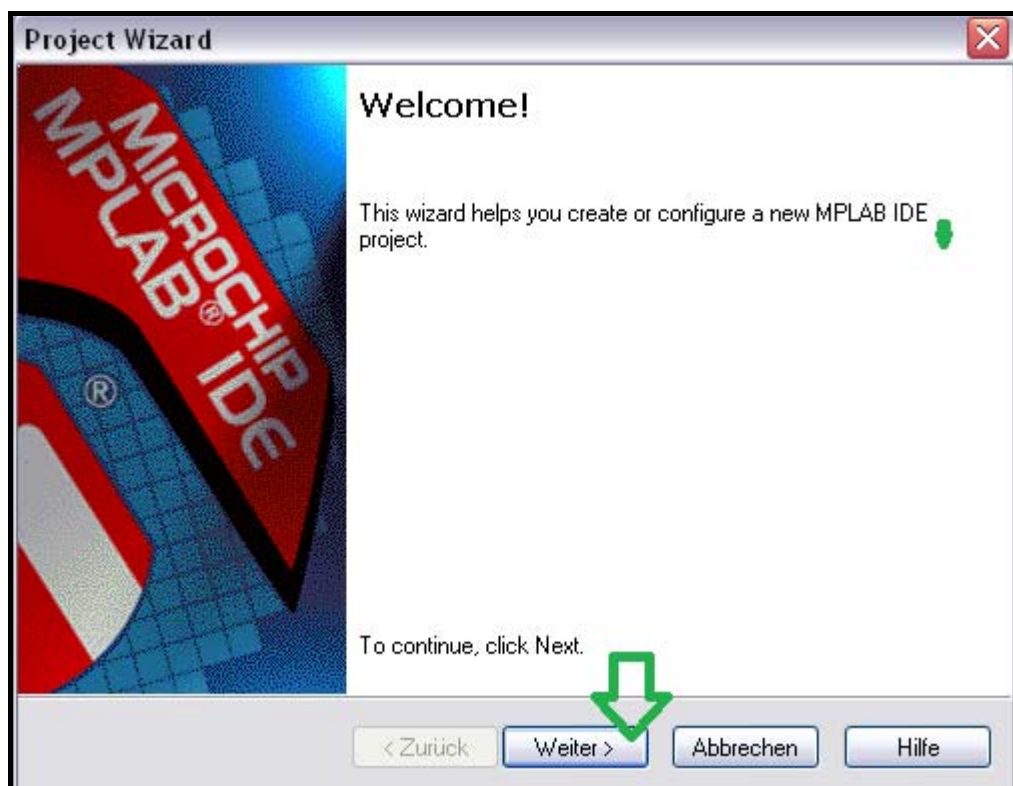 Project Wizard
MICROCHIP
MPLAB® IDE
®
Welcome!
This wizard helps you create or configure a new MPLAB IDE
project.
To continue, click Next.
< Zurück
Weiter >
Abbrechen
Hilfe